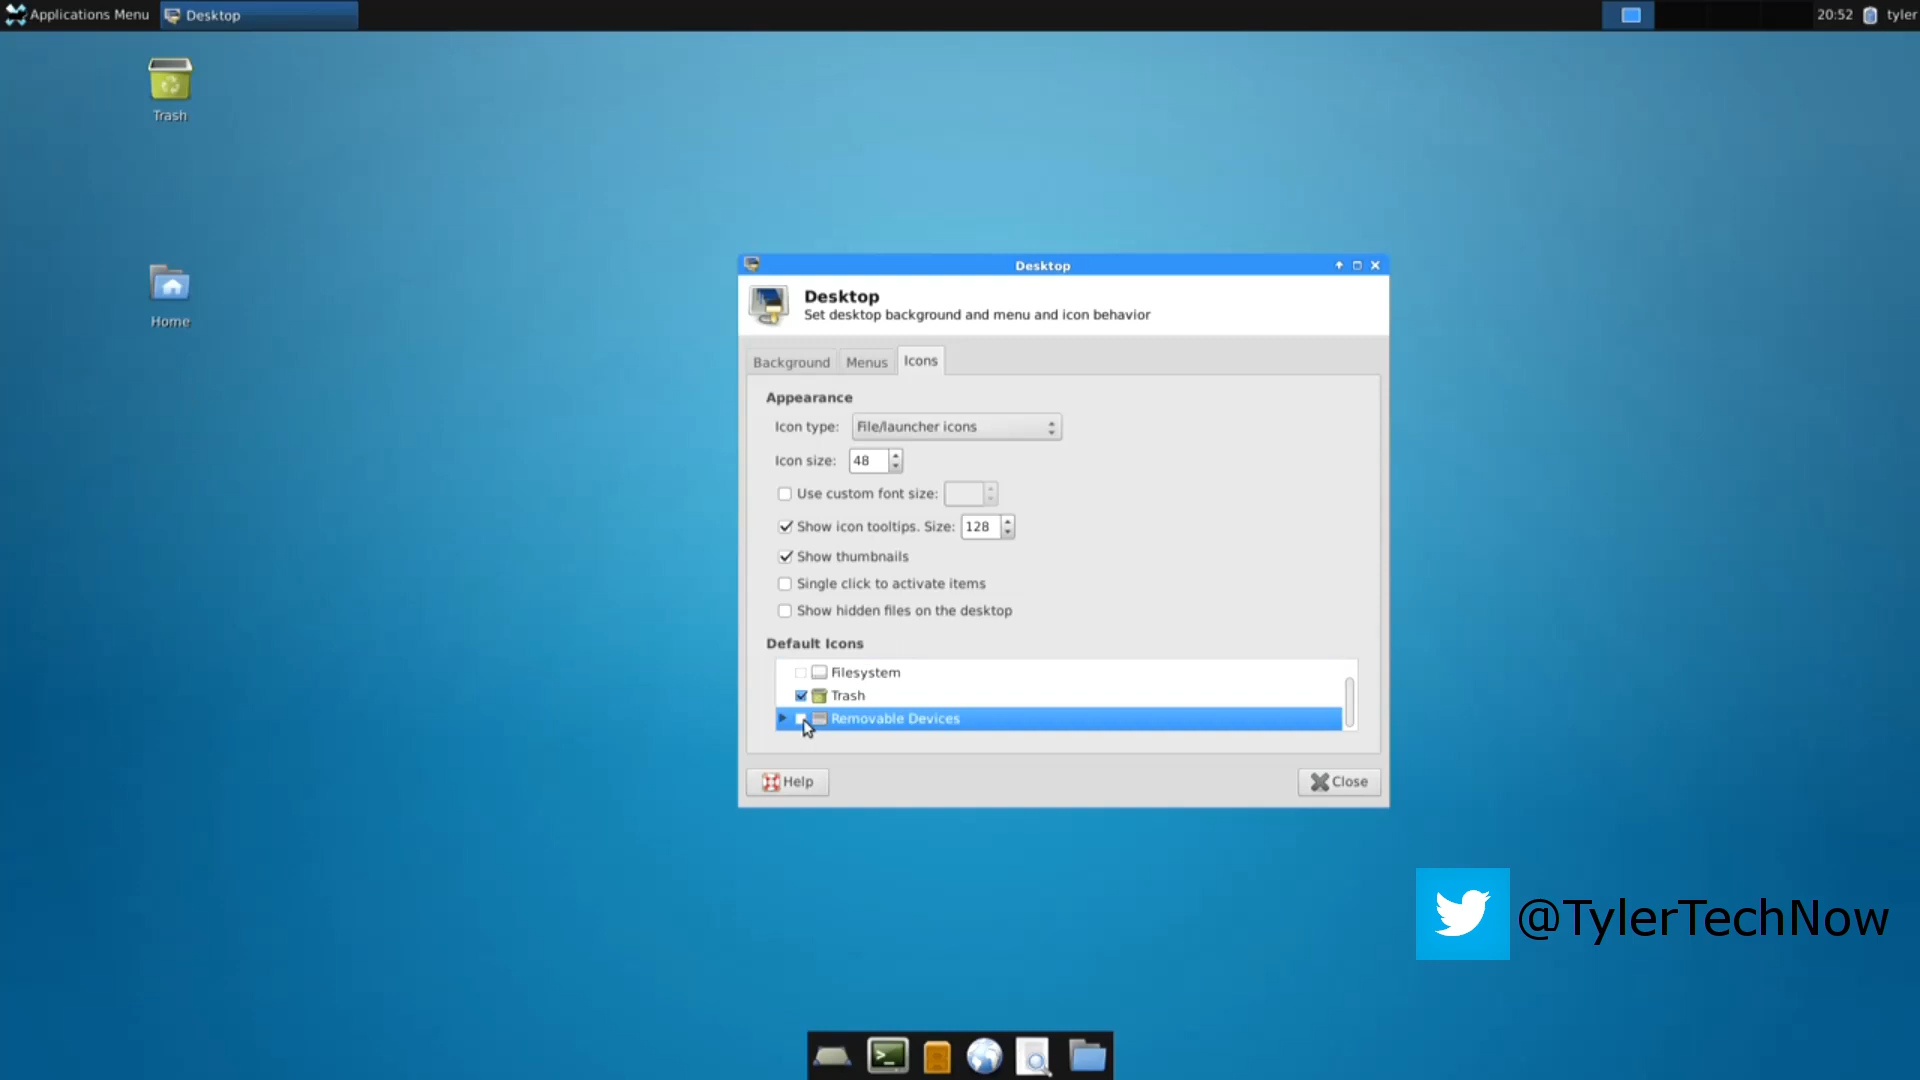 Applications Menu
Desktop
20:52
tyler
Trash
Home
Desktop
Desktop
Set desktop background and menu and icon behavior
Background
Menus
Icons
Appearance
Icon type: File/launcher icons
Icon size: 48
Use custom font size:
Show icon tooltips. Size: 128
Show thumbnails
Single click to activate items
Show hidden files on the desktop
Default Icons
Filesystem
Trash
Removable Devices
Help
Close
@TylerTechNow